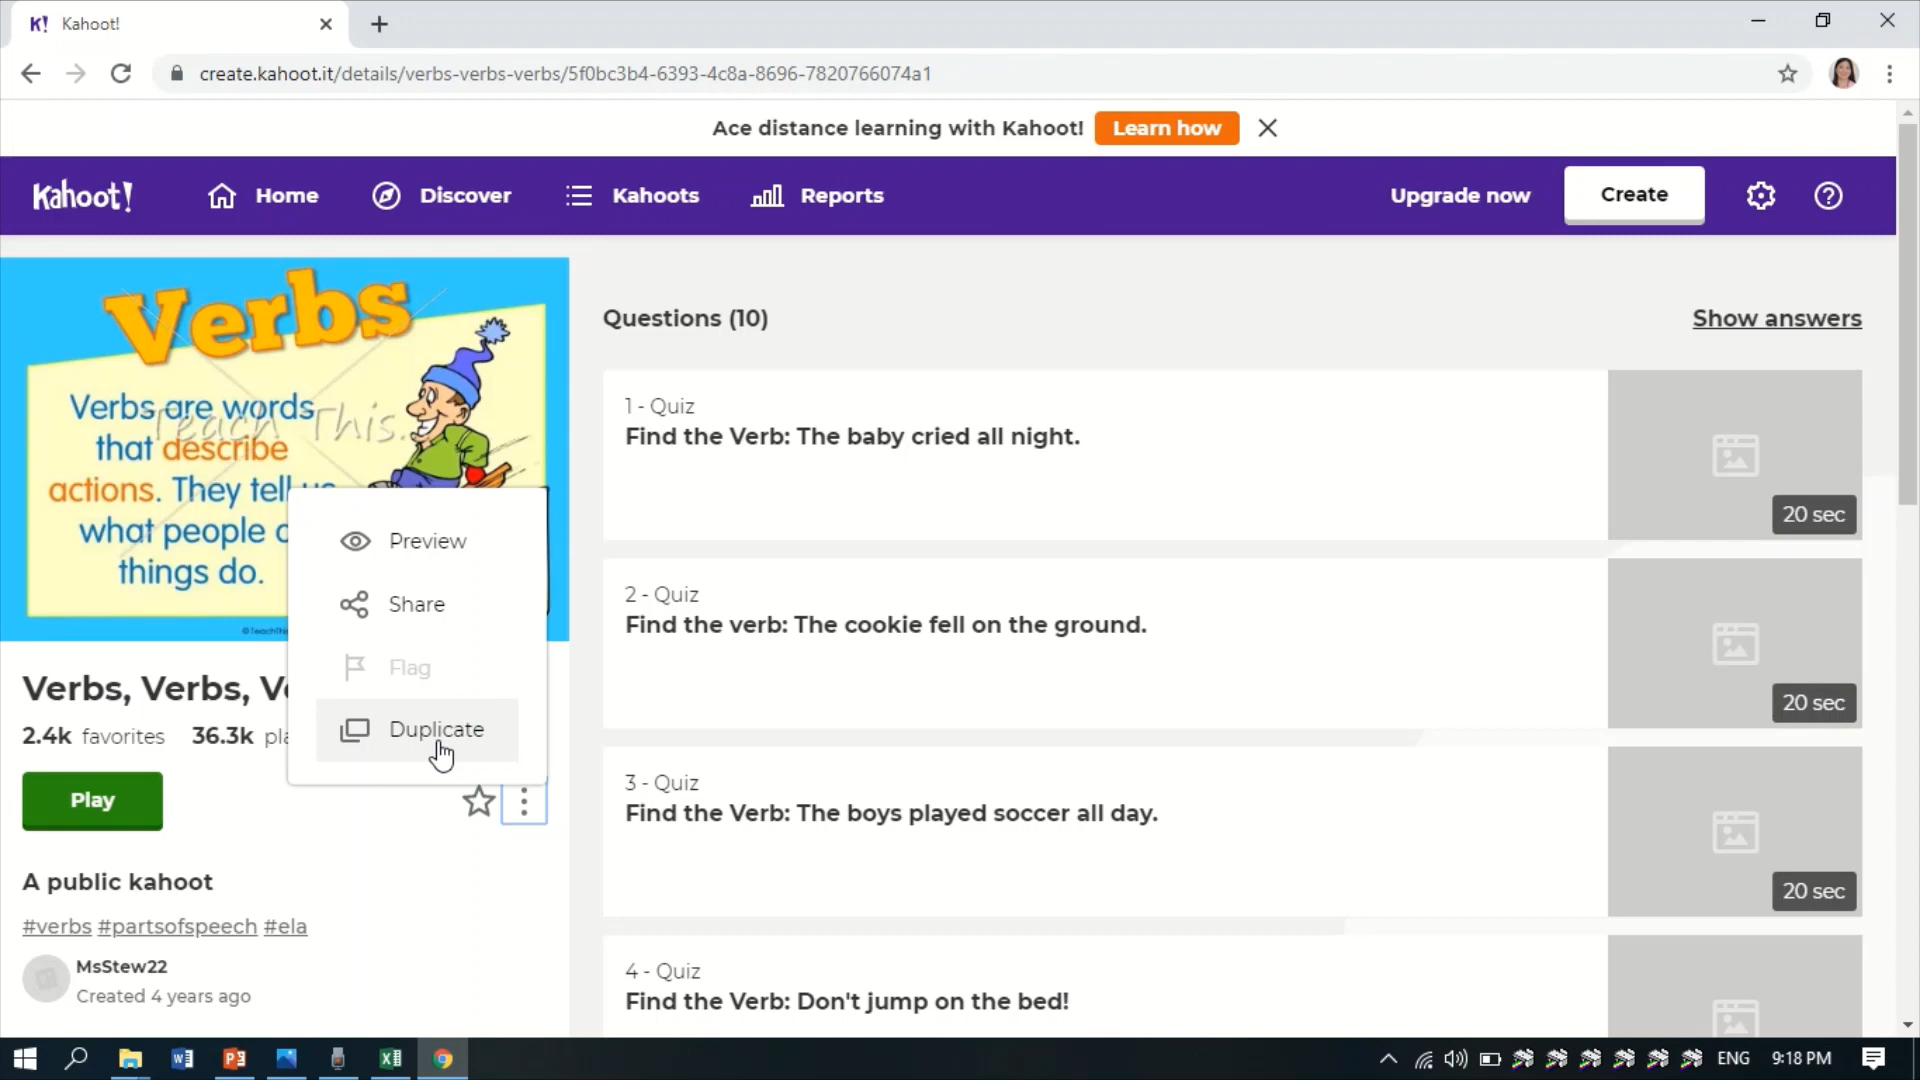 Kahoot!
create.kahoot.it/details/verbs-verbs-verbs/5f0bc3b4-6393-4c8a-8696-7820766074a1
Ace distance learning with Kahoot! Learn how
Kahoot! Home Discover Kahoots Reports Upgrade now Create
Verbs
Verbs are words
that describe
actions. They tell
what people
things do.
Teach This.
Preview
Share
Flag
Duplicate
Verbs, Verbs,
2.4k favorites 36.3k
Play
A public kahoot
#verbs #partsofspeech #ela
MsStew22
Created 4 years ago
Questions (10) Show answers
1 - Quiz
Find the Verb: The baby cried all night.
20 sec
2 - Quiz
Find the verb: The cookie fell on the ground.
20 sec
3 - Quiz
Find the Verb: The boys played soccer all day.
20 sec
4 - Quiz
Find the Verb: Don't jump on the bed!
ENG 9:18 PM